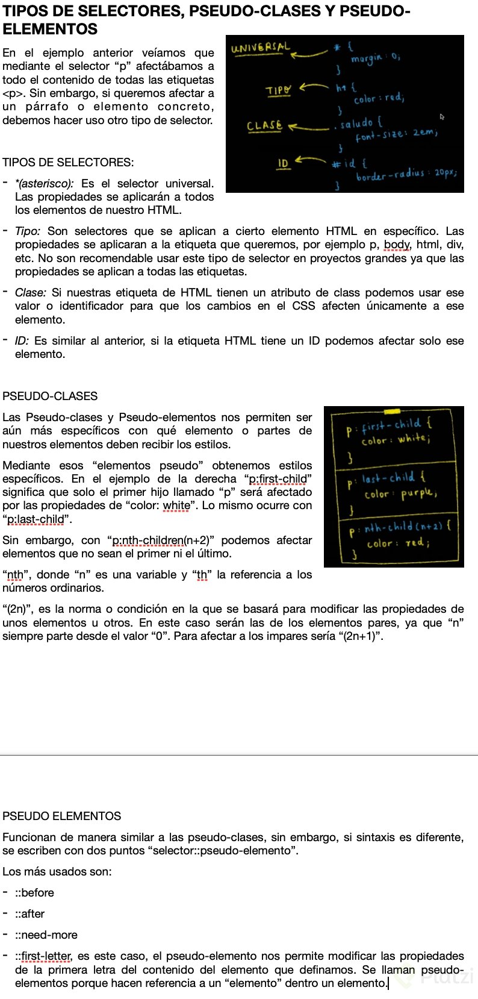 TIPOS DE SELECTORES, PSEUDO-CLASES Y PSEUDO-
ELEMENTOS
En el ejemplo anterior veíamos que
mediante el selector “p” afectábamos a
todo el contenido de todas las etiquetas
<p>. Sin embargo, si queremos afectar a
un párrafo o elemento concreto,
debemos hacer uso otro tipo de selector.
UNIVERSAL
* {
margin: 0;
}
TIPO
h1 {
color: red;
}
CLASE
.saludo {
font-size: 2em;
}
ID
#id {
border-radius: 20px;
}
TIPOS DE SELECTORES:
- *(asterisco): Es el selector universal.
Las propiedades se aplicarán a todos
los elementos de nuestro HTML.
- Tipo: Son selectores que se aplican a cierto elemento HTML en específico. Las
propiedades se aplicaran a la etiqueta que queremos, por ejemplo p, body, html, div,
etc. No son recomendable usar este tipo de selector en proyectos grandes ya que las
propiedades se aplican a todas las etiquetas.
- Clase: Si nuestras etiqueta de HTML tienen un atributo de class podemos usar ese
valor o identificador para que los cambios en el CSS afecten únicamente a ese
elemento.
- ID: Es similar al anterior, si la etiqueta HTML tiene un ID podemos afectar solo ese
elemento.
PSEUDO-CLASES
Las Pseudo-clases y Pseudo-elementos nos permiten ser
aún más específicos con qué elemento o partes de
nuestros elementos deben recibir los estilos.
Mediante esos “elementos pseudo” obtenemos estilos
específicos. En el ejemplo de la derecha “p:first-child”
significa que solo el primer hijo llamado “p” será afectado
por las propiedades de “color: white”. Lo mismo ocurre con
“p:last-child”.
Sin embargo, con “p:nth-children(n+2)” podemos afectar
elementos que no sean el primer ni el último.
“nth”, donde “n” es una variable y “th” la referencia a los
números ordinarios.
p:first-child {
color: white;
}
p:last-child {
color: purple;
}
p:nth-child(n+2) {
color: red;
}
“(2n)”, es la norma o condición en la que se basará para modificar las propiedades de
unos elementos u otros. En este caso serán las de los elementos pares, ya que “n”
siempre parte desde el valor “0”. Para afectar a los impares sería “(2n+1)”.
PSEUDO ELEMENTOS
Funcionan de manera similar a las pseudo-clases, sin embargo, si sintaxis es diferente,
se escriben con dos puntos “selector::pseudo-elemento”.
Los más usados son:
- ::before
- ::after
- ::need-more
- ::first-letter, es este caso, el pseudo-elemento nos permite modificar las propiedades
de la primera letra del contenido del elemento que definamos. Se llaman pseudo-
elementos porque hacen referencia a un “elemento” dentro un elemento.
Platzi